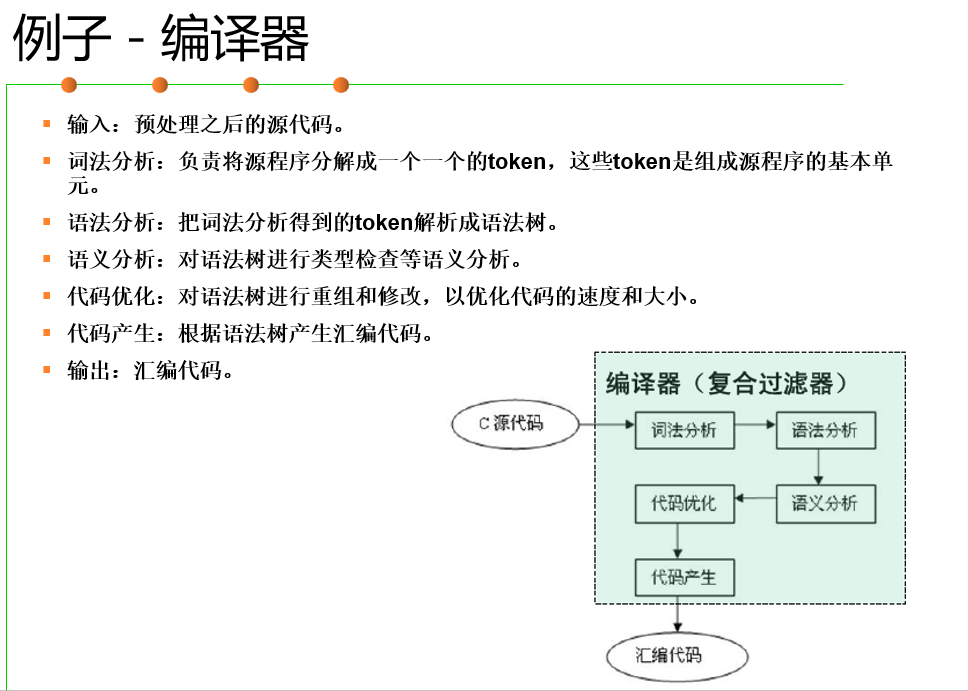 例子 - 编译器
输入：预处理之后的源代码。
词法分析：负责将源程序分解成一个一个的token，这些token是组成源程序的基本单
元。
语法分析：把词法分析得到的token解析成语法树。
语义分析：对语法树进行类型检查等语义分析。
代码优化：对语法树进行重组和修改，以优化代码的速度和大小。
代码产生：根据语法树产生汇编代码。
输出：汇编代码。
编译器（复合过滤器）
C 源代码
词法分析
语法分析
代码优化
语义分析
代码产生
汇编代码